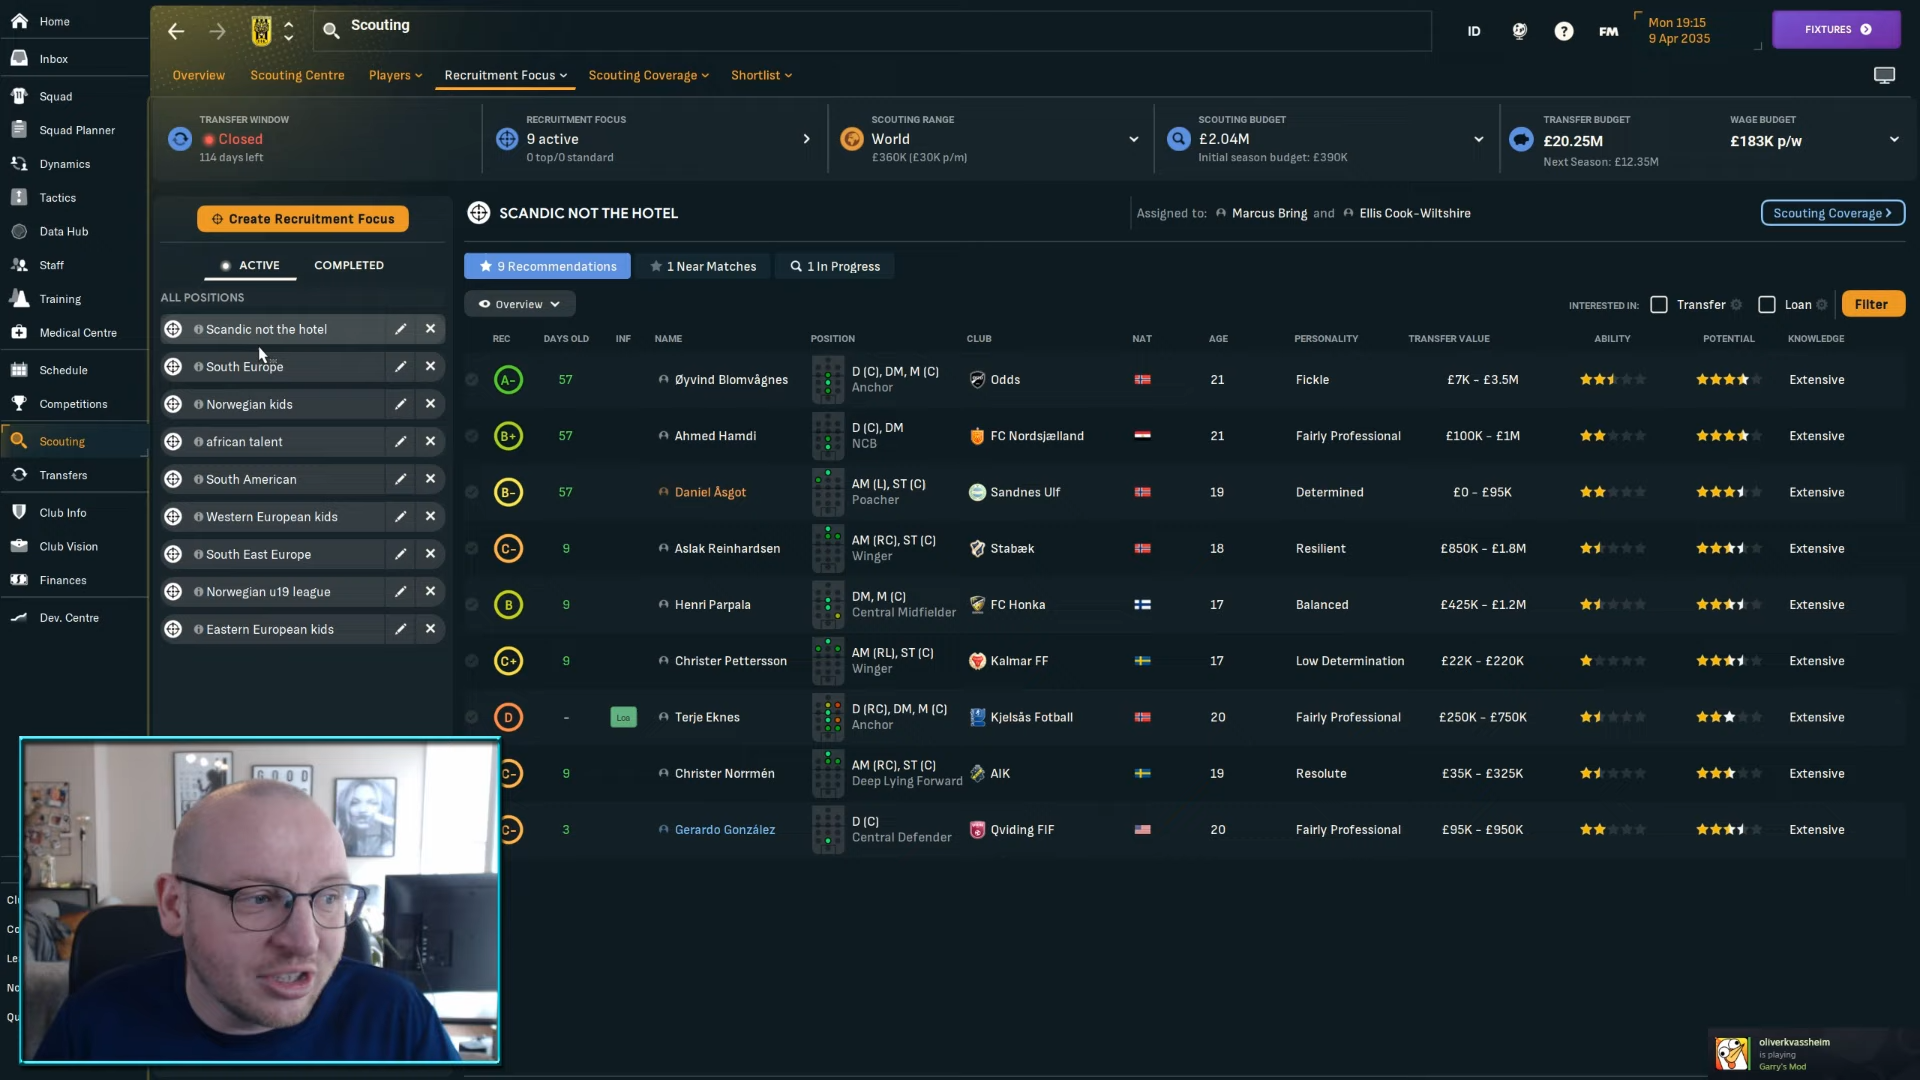 Home
Inbox
Squad
Squad Planner
Dynamics
Tactics
Data Hub
Staff
Training
Medical Centre
Schedule
Competitions
Scouting
Transfers
Club Info
Club Vision
Finances
Dev. Centre
Scouting
ID
FM
Mon 19:15
9 Apr 2035
FIXTURES
Overview
Scouting Centre
Players
Recruitment Focus
Scouting Coverage
Shortlist
TRANSFER WINDOW
Closed
114 days left
RECRUITMENT FOCUS
9 active
0 top/0 standard
SCOUTING RANGE
World
£360K (£30K p/m)
SCOUTING BUDGET
£2.04M
Initial season budget: £390K
TRANSFER BUDGET
£20.25M
Next Season: £12.35M
WAGE BUDGET
£183K p/w
Create Recruitment Focus
ACTIVE
COMPLETED
ALL POSITIONS
Scandic not the hotel
South Europe
Norwegian kids
african talent
South American
Western European kids
South East Europe
Norwegian u19 league
Eastern European kids
SCANDIC NOT THE HOTEL
Assigned to: Marcus Bring and Ellis Cook-Wiltshire
Scouting Coverage
9 Recommendations
1 Near Matches
1 In Progress
Overview
INTERESTED IN: Transfer Loan
Filter
REC DAYS OLD INF NAME POSITION CLUB NAT AGE PERSONALITY TRANSFER VALUE ABILITY POTENTIAL KNOWLEDGE
A- 57 Øyvind Blomvågnes D (C), DM, M (C) Anchor Odds 21 Fickle £7K - £3.5M Extensive
B+ 57 Ahmed Hamdi D (C), DM NCB FC Nordsjælland 21 Fairly Professional £100K - £1M Extensive
B- 57 Daniel Åsgot AM (L), ST (C) Poacher Sandnes Ulf 19 Determined £0 - £95K Extensive
C- 9 Aslak Reinhardsen AM (RC), ST (C) Winger Stabæk 18 Resilient £850K - £1.8M Extensive
B 9 Henri Parpala DM, M (C) Central Midfielder FC Honka 17 Balanced £425K - £1.2M Extensive
C+ 9 Christer Pettersson AM (RL), ST (C) Winger Kalmar FF 17 Low Determination £22K - £220K Extensive
D - Loa Terje Eknes D (RC), DM, M (C) Anchor Kjelsås Fotball 20 Fairly Professional £250K - £750K Extensive
C- 9 Christer Norrmén AM (RC), ST (C) Deep Lying Forward AIK 19 Resolute £35K - £325K Extensive
C- 3 Gerardo González D (C) Central Defender Qviding FIF 20 Fairly Professional £95K - £950K Extensive
GOOD
Cl
Co
Le
No
Qu
oliverkvassheim
is playing
Garry's Mod